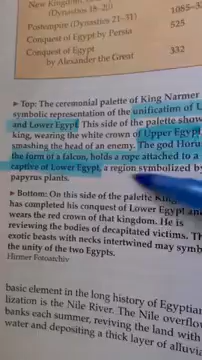 New Kingdom
(Dynasties 18–20) 1085–33
Postempire (Dynasties 21–31)
Conquest of Egypt by Persia 525
Conquest of Egypt 332
by Alexander the Great
▸ Top: The ceremonial palette of King Narmer
symbolic representation of the unification of
and Lower Egypt. This side of the palette show
king, wearing the white crown of Upper Egypt
smashing the head of an enemy. The god Horu
the form of a falcon, holds a rope attached to a
captive of Lower Egypt, a region symbolized by
papyrus plants.
▸ Bottom: On this side of the palette
has completed his conquest of Lower Egypt and
wears the red crown of that kingdom. He is
reviewing the bodies of decapitated victims. Th
exotic beasts with necks intertwined may symb
the unity of the two Egypts.
Hirmer Fotoarchiv
basic element in the long history of Egyptian
lization is the Nile River. The Nile overflo
banks each summer, reviving the land with
water and depositing a thick layer of alluvi